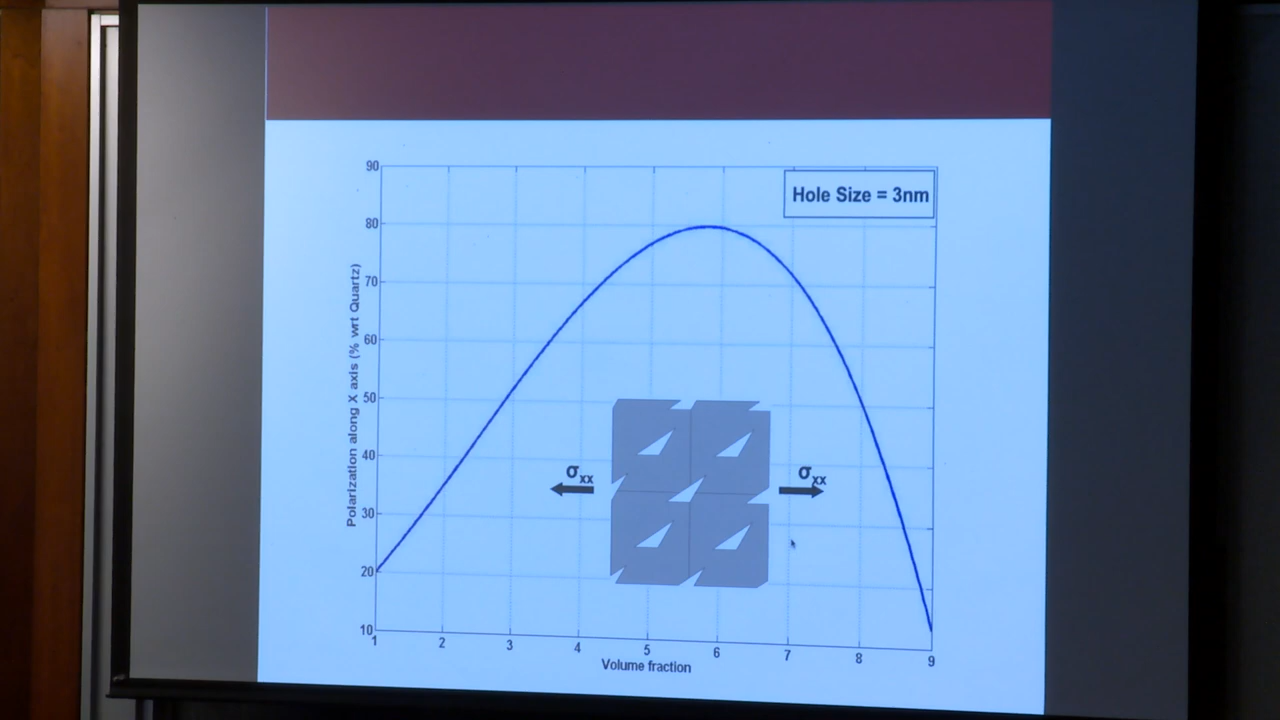 Hole Size = 3nm
Polarization along X axis (% wrt Quartz)
90
80
70
60
50
40
30
20
10
σxx
σxx
1 2 3 4 5 6 7 8 9
Volume fraction